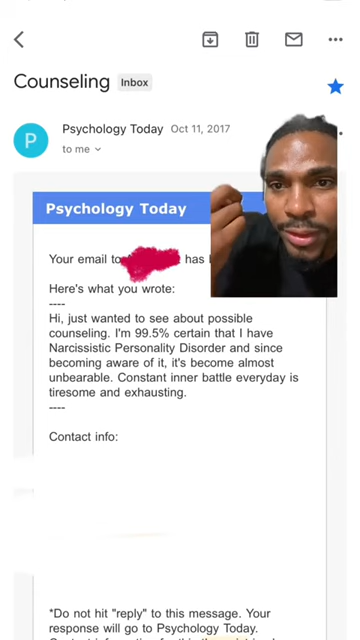 Counseling Inbox
P
Psychology Today Oct 11, 2017
to me
Psychology Today
Your email to has
Here's what you wrote:
----
Hi, just wanted to see about possible
counseling. I'm 99.5% certain that I have
Narcissistic Personality Disorder and since
becoming aware of it, it's become almost
unbearable. Constant inner battle everyday is
tiresome and exhausting.
----
Contact info:
*Do not hit "reply" to this message. Your
response will go to Psychology Today.